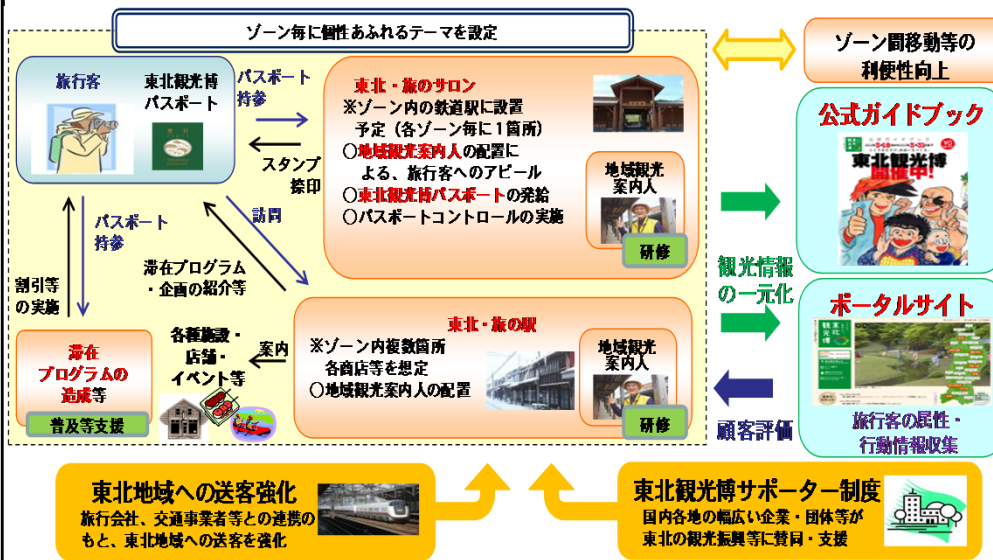 ゾーン毎に個性あふれるテーマを設定
旅行客
東北観光博
パスポート
パスポート
持参
スタンプ
捺印
東北・旅のサロン
※ゾーン内の鉄道駅に設置
予定（各ゾーン毎に１箇所）
○地域観光案内人の配置に
よる、旅行客へのアピール
○東北観光博パスポートの発給
○パスポートコントロールの実施
地域観光
案内人
研修
訪問
パスポート
持参
割引等
の実施
滞在プログラム
・企画の紹介等
滞在
プログラムの
造成等
普及等支援
各種施設・
店舗・
イベント等
案内
東北・旅の駅
※ゾーン内複数箇所
各商店等を想定
○地域観光案内人の配置
地域観光
案内人
研修
ゾーン間移動等の
利便性向上
公式ガイドブック
東北観光博
開催中！
観光情報
の一元化
ポータルサイト
東北
観光博
旅行客の属性・
行動情報収集
顧客評価
東北地域への送客強化
旅行会社、交通事業者等との連携の
もと、東北地域への送客を強化
東北観光博サポーター制度
国内各地の幅広い企業・団体等が
東北の観光振興等に賛同・支援